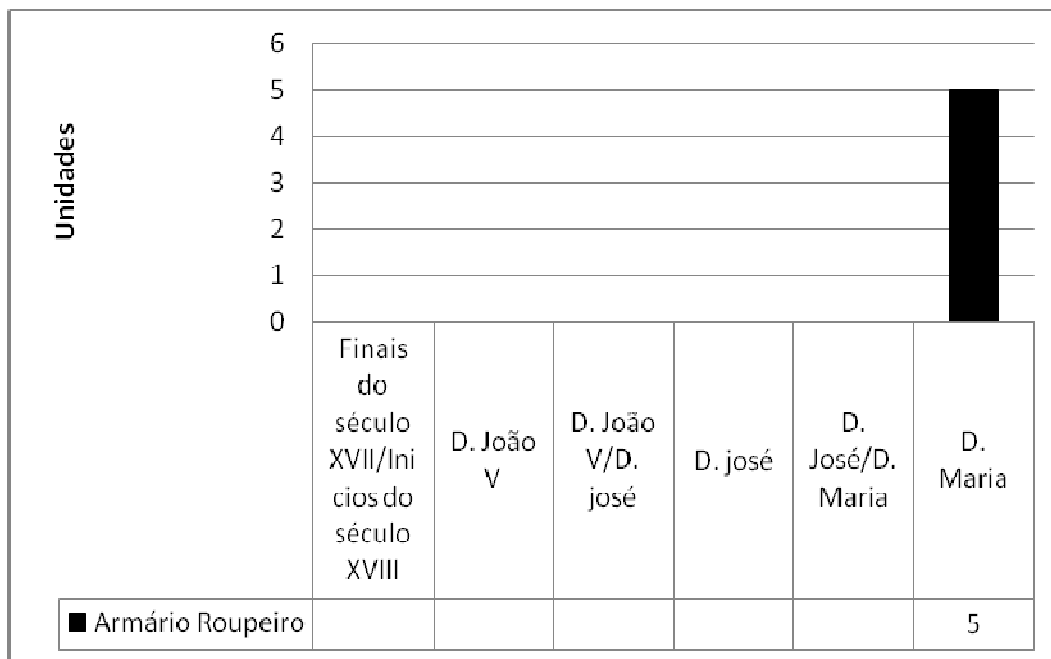 6
5
4
3
2
1
0
Unidades
Finais
do
século
XVII/Ini
cios do
século
XVIII
D. João
V
D. João
V/D.
josé
D. josé
D.
José/D.
Maria
D.
Maria
Armário Roupeiro
5